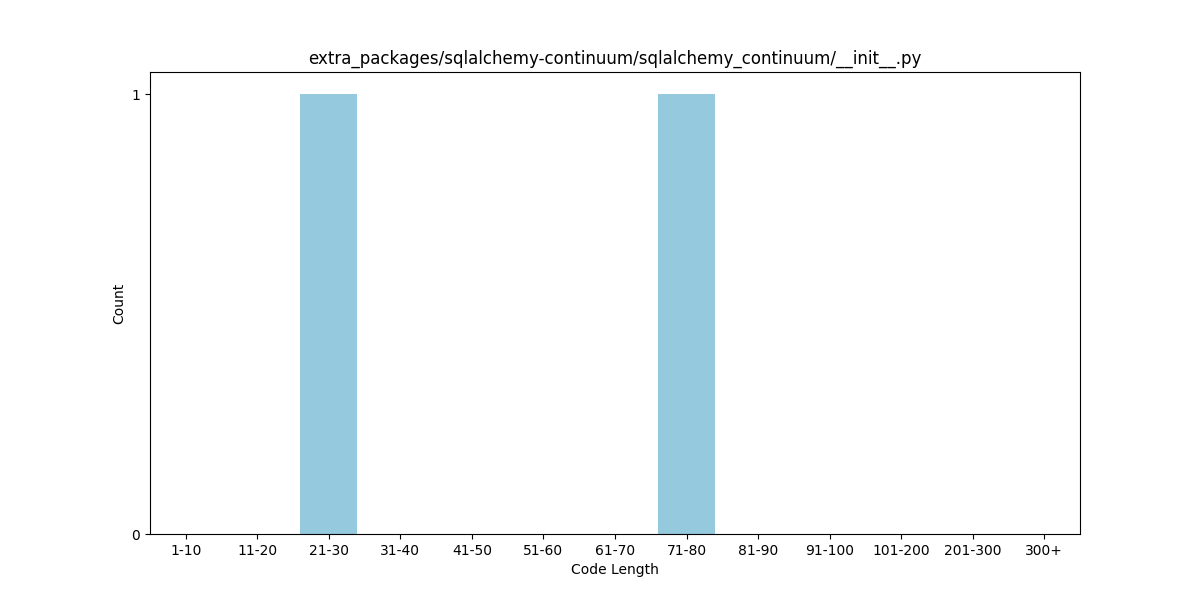 extra_packages/sqlalchemy-continuum/sqlalchemy_continuum/__init__.py
1
Count
0
1-10 11-20 21-30 31-40 41-50 51-60 61-70 71-80 81-90 91-100 101-200 201-300 300+
Code Length